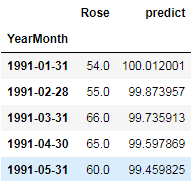 Rose predict
YearMonth
1991-01-31 54.0 100.012001
1991-02-28 55.0 99.873957
1991-03-31 66.0 99.735913
1991-04-30 65.0 99.597869
1991-05-31 60.0 99.459825